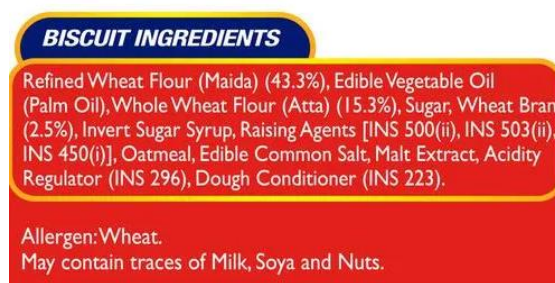 BISCUIT INGREDIENTS
Refined Wheat Flour (Maida) (43.3%), Edible Vegetable Oil
(Palm Oil), Whole Wheat Flour (Atta) (15.3%), Sugar, Wheat Bran
(2.5%), Invert Sugar Syrup, Raising Agents [INS 500(ii), INS 503(ii),
INS 450(i)], Oatmeal, Edible Common Salt, Malt Extract, Acidity
Regulator (INS 296), Dough Conditioner (INS 223).
Allergen: Wheat.
May contain traces of Milk, Soya and Nuts.